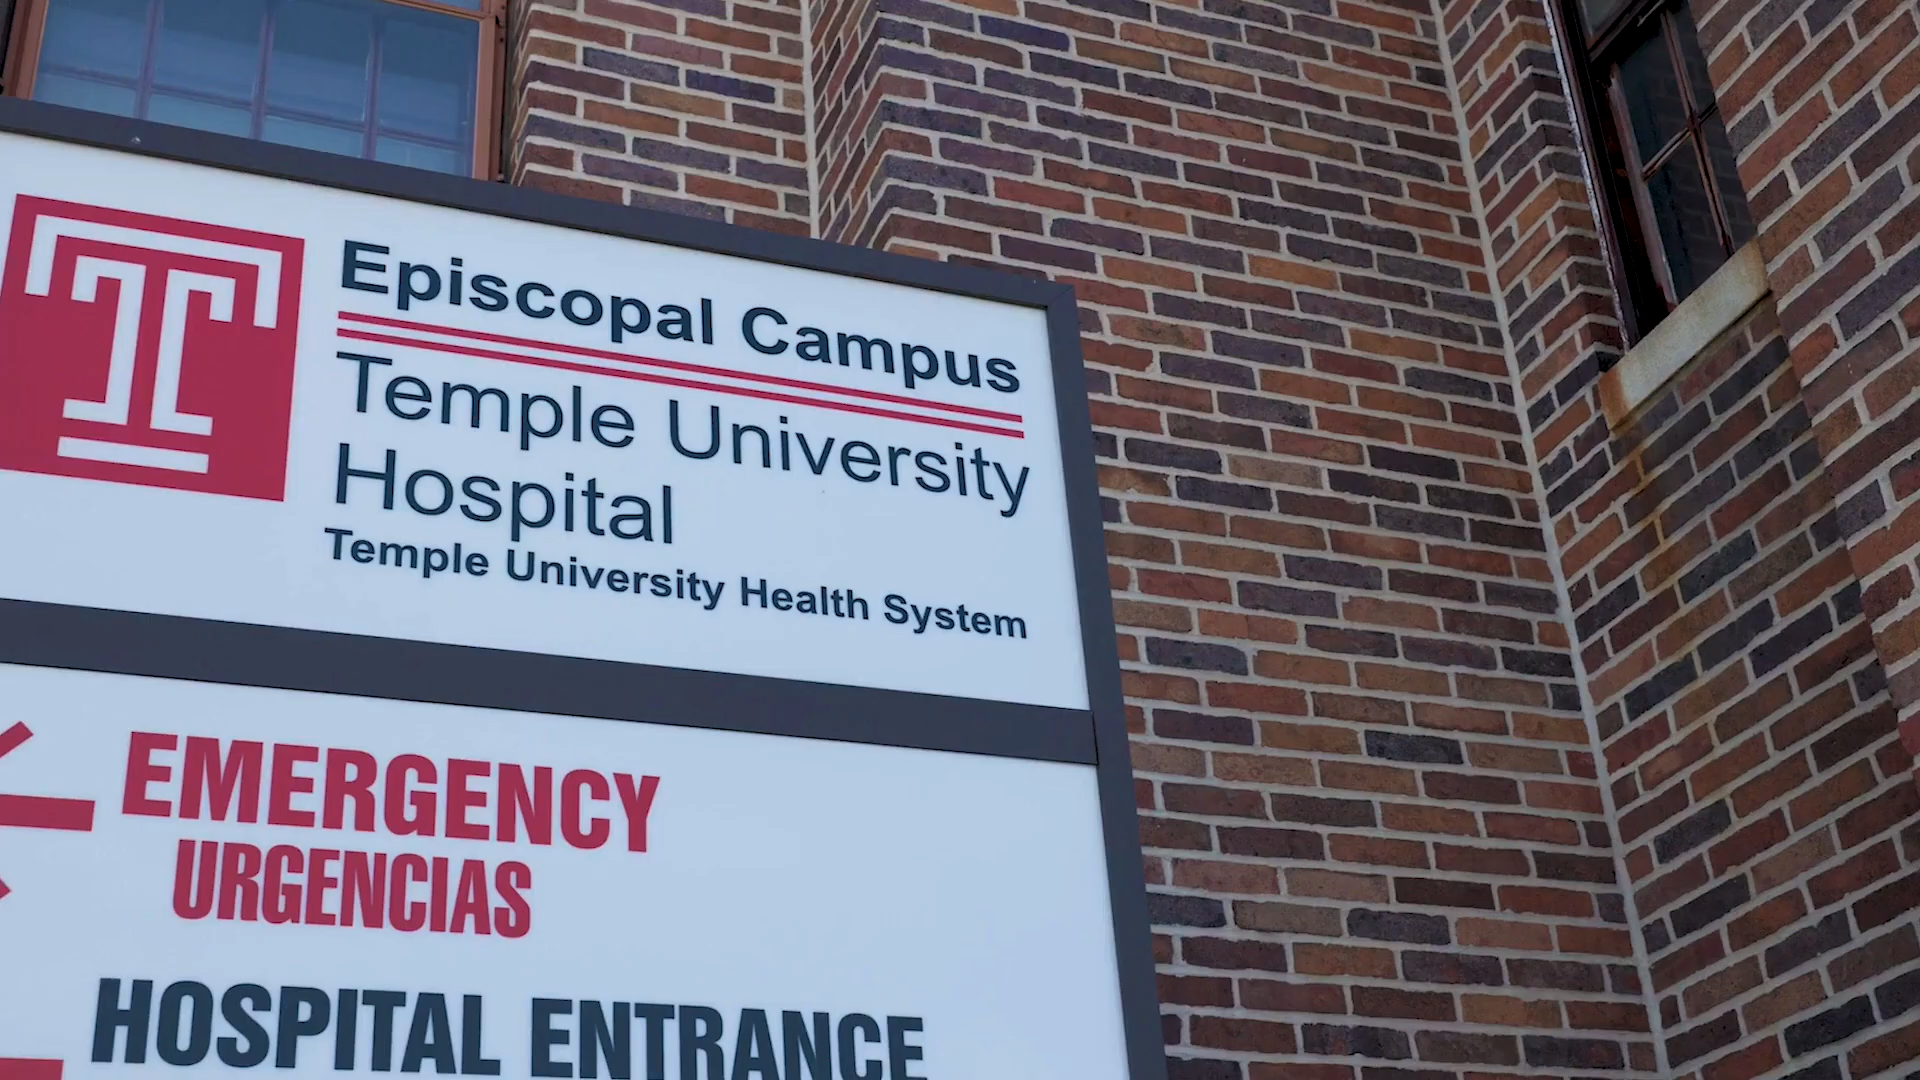 Episcopal Campus
Temple University
Hospital
Temple University Health System
EMERGENCY
URGENCIAS
HOSPITAL ENTRANCE